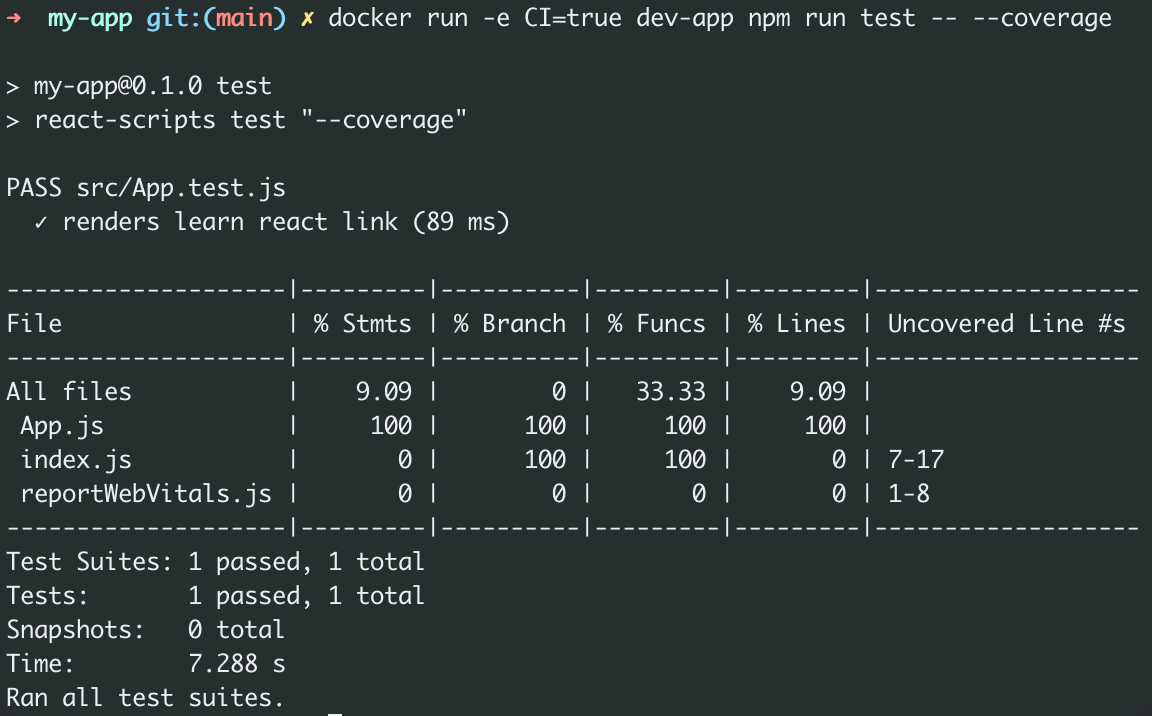 ➜  my-app git:(main) ✗ docker run -e CI=true dev-app npm run test -- --coverage
> my-app@0.1.0 test
> react-scripts test "--coverage"
PASS src/App.test.js
  ✓ renders learn react link (89 ms)
--------------------|---------|----------|---------|---------|-------------------
File                | % Stmts | % Branch | % Funcs | % Lines | Uncovered Line #s
--------------------|---------|----------|---------|---------|-------------------
All files           |    9.09 |        0 |   33.33 |    9.09 |
 App.js             |     100 |      100 |     100 |     100 |
 index.js           |       0 |      100 |     100 |       0 | 7-17
 reportWebVitals.js |       0 |        0 |       0 |       0 | 1-8
--------------------|---------|----------|---------|---------|-------------------
Test Suites: 1 passed, 1 total
Tests:       1 passed, 1 total
Snapshots:   0 total
Time:        7.288 s
Ran all test suites.